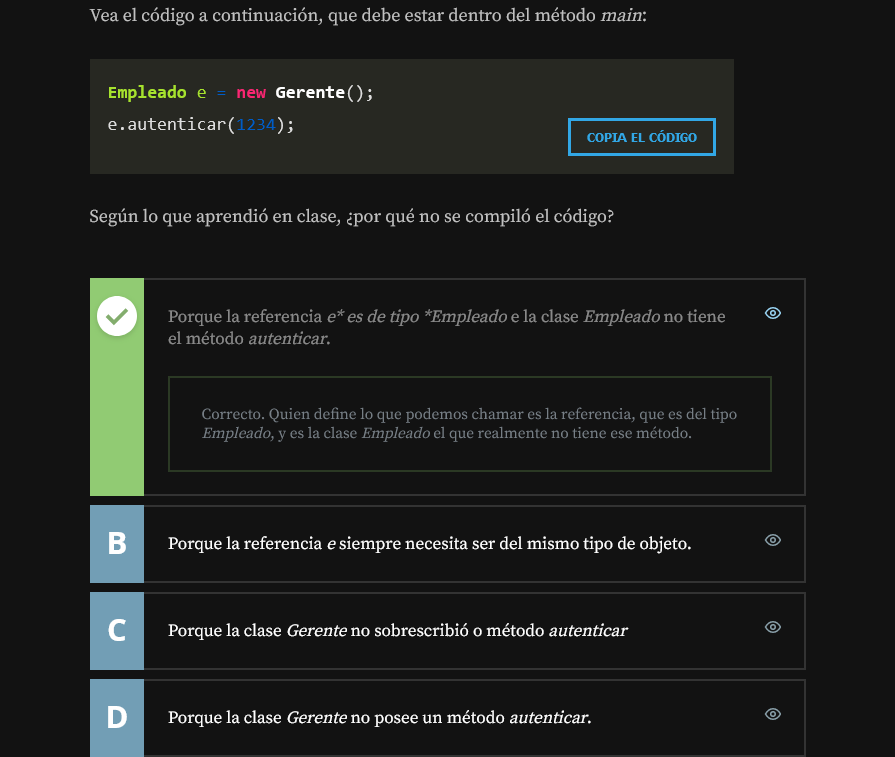 Vea el código a continuación, que debe estar dentro del método main:
Empleado e = new Gerente();
e.autenticar(1234);
COPIA EL CÓDIGO
Según lo que aprendió en clase, ¿por qué no se compiló el código?
Porque la referencia e* es de tipo *Empleado e la clase Empleado no tiene
el método autenticar.
Correcto. Quien define lo que podemos chamar es la referencia, que es del tipo
Empleado, y es la clase Empleado el que realmente no tiene ese método.
B
Porque la referencia e siempre necesita ser del mismo tipo de objeto.
C
Porque la clase Gerente no sobrescribió o método autenticar
D
Porque la clase Gerente no posee un método autenticar.